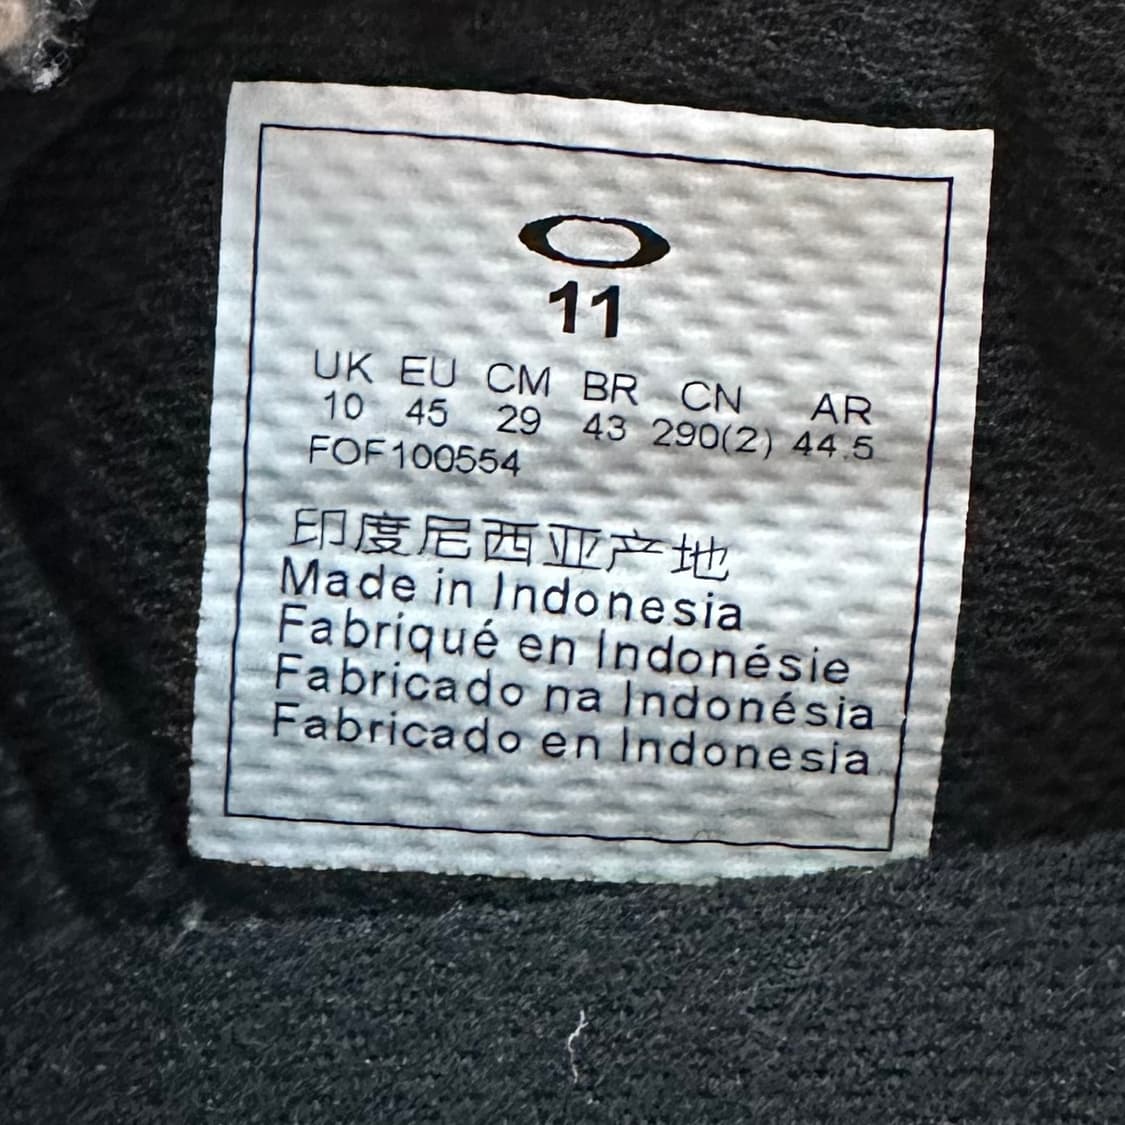 11
UK EU CM BR CN AR
10 45 29 43 290(2) 44.5
FOF100554
印度尼西亚产地
Made in Indonesia
Fabriqué en Indonésie
Fabricado na Indonésia
Fabricado en Indonesia